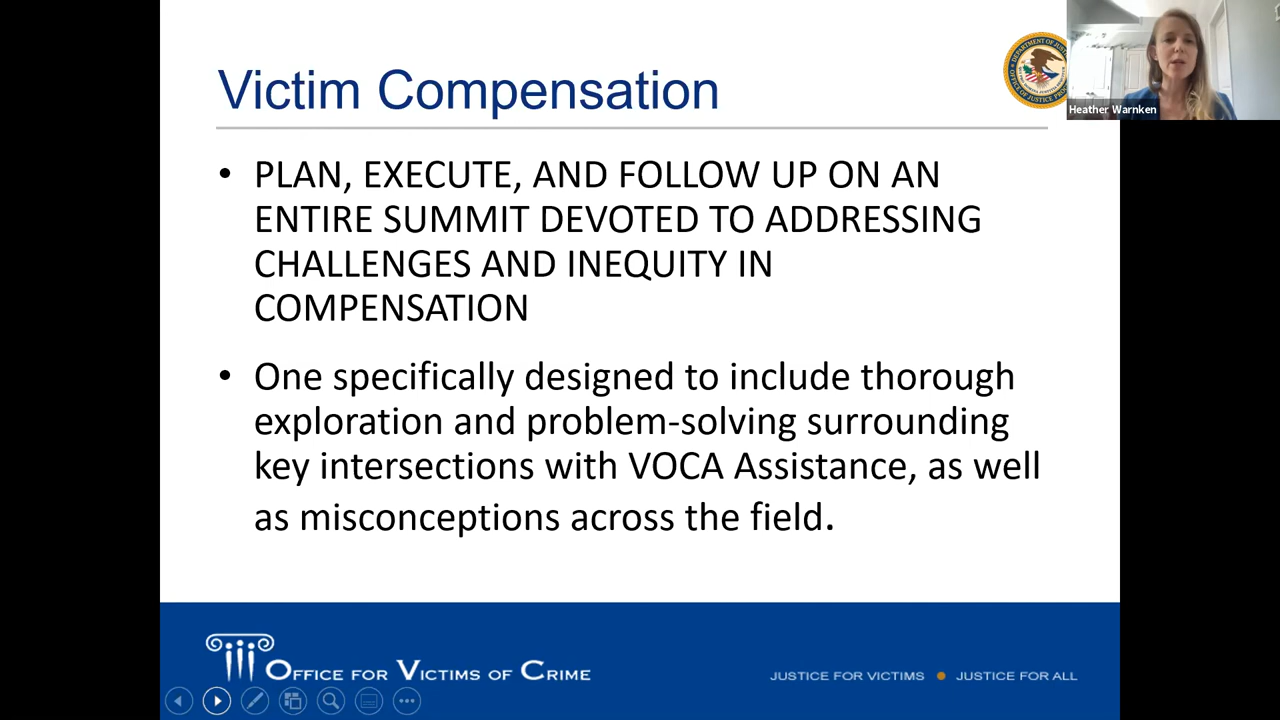 Victim Compensation
Heather Warnken
• PLAN, EXECUTE, AND FOLLOW UP ON AN
ENTIRE SUMMIT DEVOTED TO ADDRESSING
CHALLENGES AND INEQUITY IN
COMPENSATION
• One specifically designed to include thorough
exploration and problem-solving surrounding
key intersections with VOCA Assistance, as well
as misconceptions across the field.
OFFICE FOR VICTIMS OF CRIME
JUSTICE FOR VICTIMS • JUSTICE FOR ALL